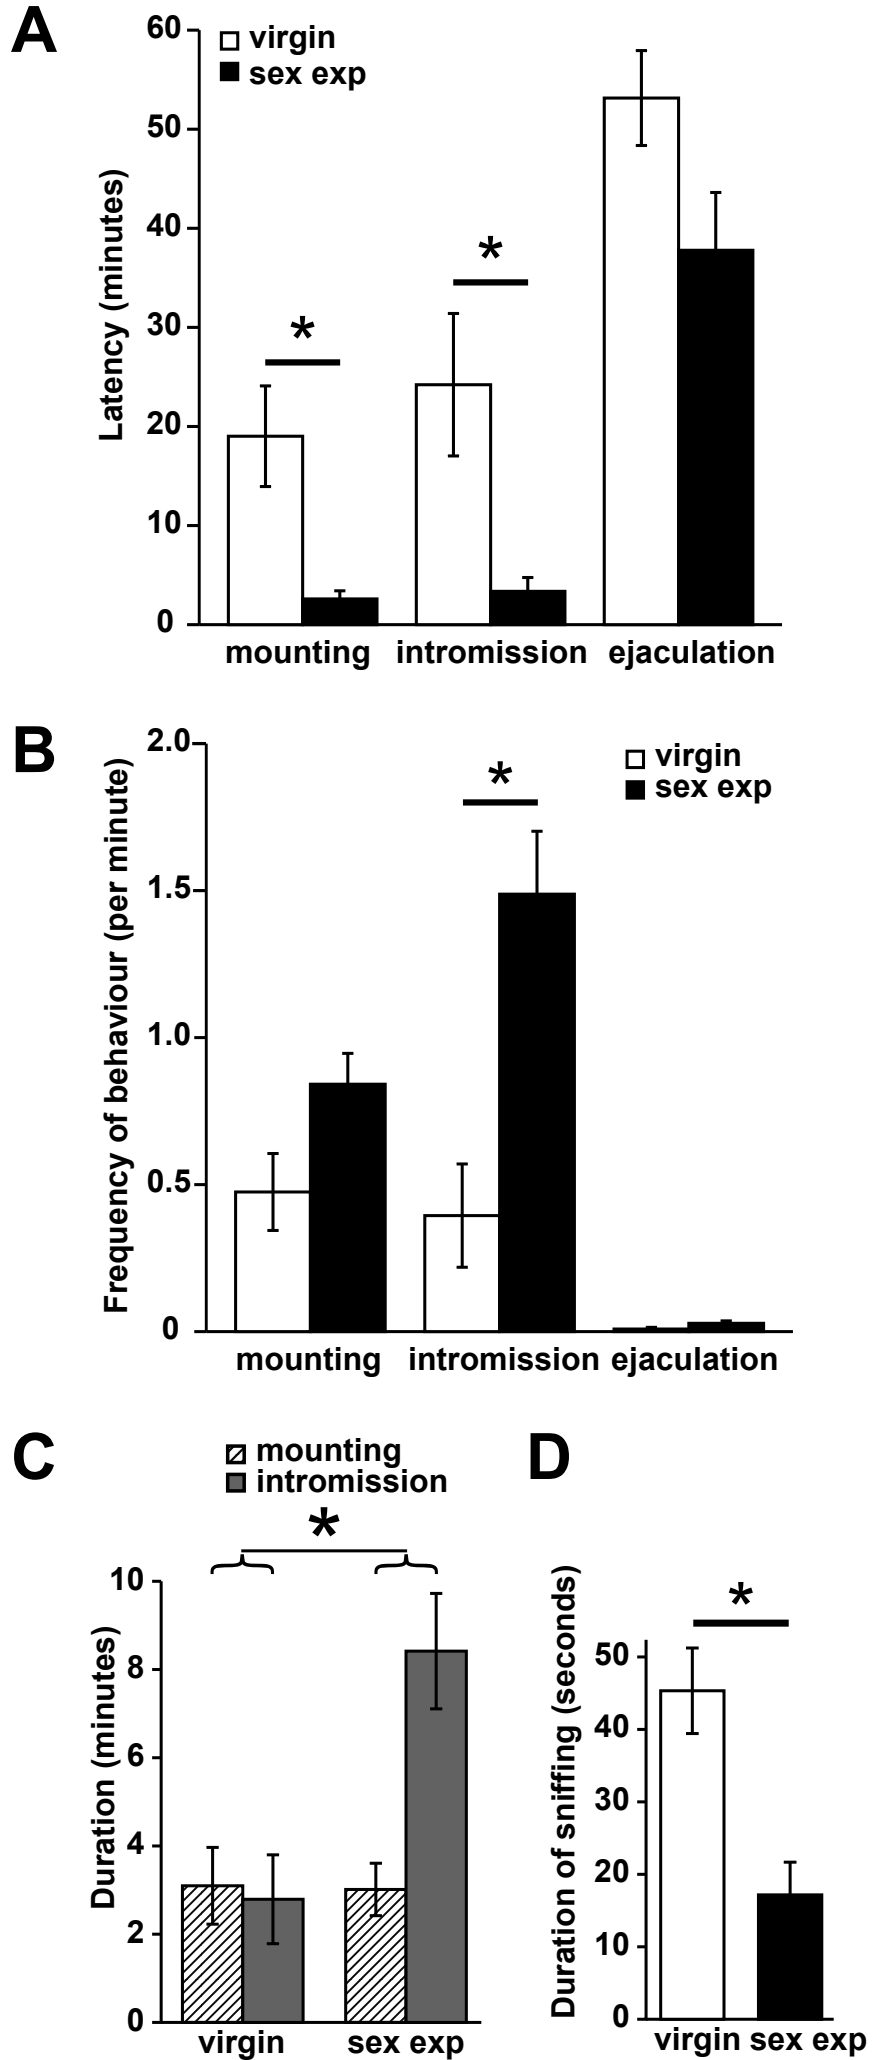 A
virgin
sex exp
Latency (minutes)
60
50
40
30
20
10
0
*
*
mounting intromission ejaculation
B
virgin
sex exp
Frequency of behaviour (per minute)
2.0
1.5
1.0
0.5
0
*
mounting intromission ejaculation
C
mounting
intromission
*
Duration (minutes)
10
8
6
4
2
0
virgin sex exp
D
*
Duration of sniffing (seconds)
50
40
30
20
10
0
virgin sex exp